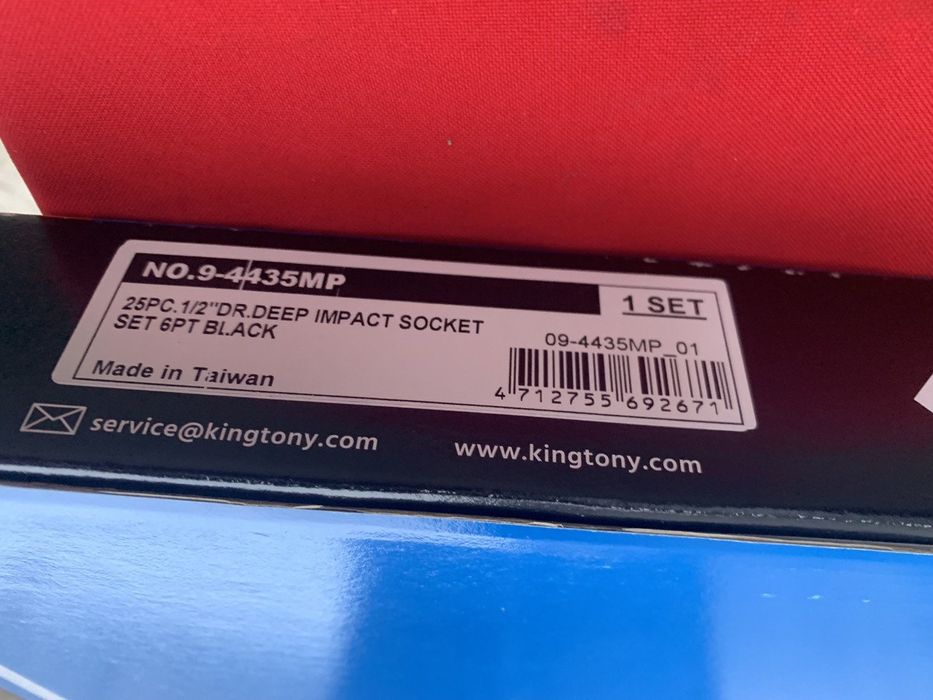 NO.9-4435MP
1 SET
25PC.1/2"DR.DEEP IMPACT SOCKET
SET 6PT BLACK
09-4435MP_01
Made in Taiwan
4 712755 692671
service@kingtony.com
www.kingtony.com